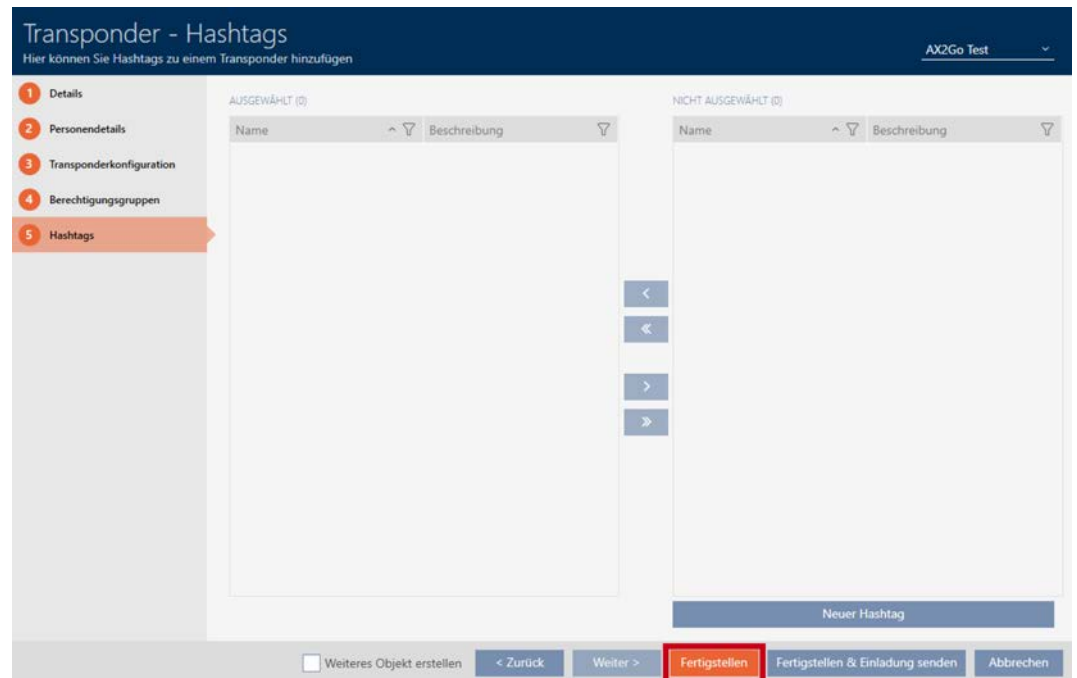 Transponder - Hashtags
Hier können Sie Hashtags zu einem Transponder hinzufügen
AX2Go Test
1 Details
2 Personendetails
3 Transponderkonfiguration
4 Berechtigungsgruppen
5 Hashtags
AUSGEWÄHLT (0)
NICHT AUSGEWÄHLT (0)
Name Beschreibung
Name Beschreibung
Neuer Hashtag
Weiteres Objekt erstellen
< Zurück
Weiter >
Fertigstellen
Fertigstellen & Einladung senden
Abbrechen